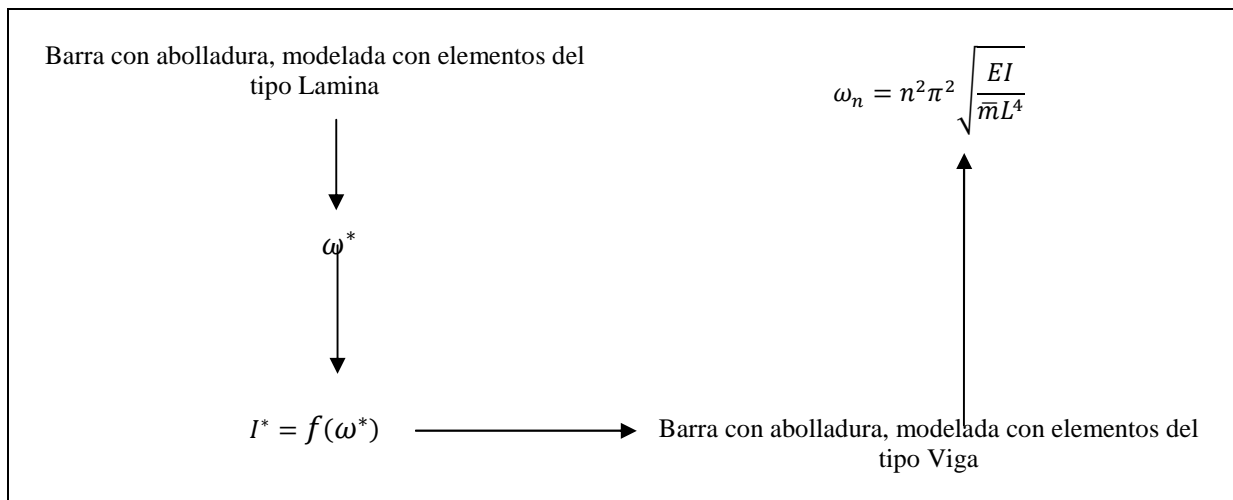 Barra con abolladura, modelada con elementos del
tipo Lamina
ω*
I* = f(ω*)
Barra con abolladura, modelada con elementos del
tipo Viga
ωₙ = n²π² √(EI / m̅L⁴)